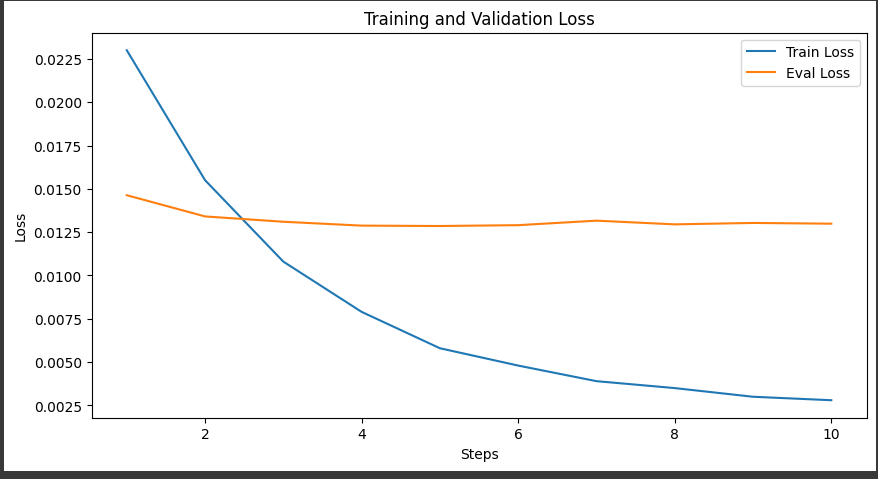 Training and Validation Loss
Train Loss
Eval Loss
0.0225
0.0200
0.0175
0.0150
0.0125
0.0100
0.0075
0.0050
0.0025
Loss
2
4
6
8
10
Steps